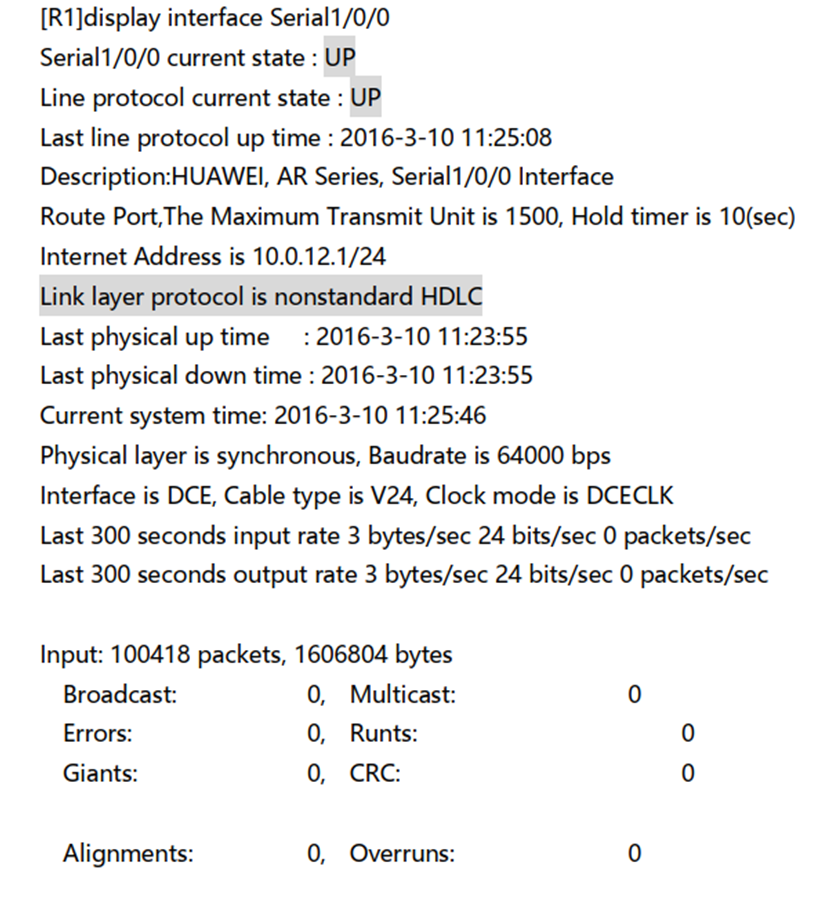 [R1]display interface Serial1/0/0
Serial1/0/0 current state : UP
Line protocol current state : UP
Last line protocol up time : 2016-3-10 11:25:08
Description:HUAWEI, AR Series, Serial1/0/0 Interface
Route Port,The Maximum Transmit Unit is 1500, Hold timer is 10(sec)
Internet Address is 10.0.12.1/24
Link layer protocol is nonstandard HDLC
Last physical up time : 2016-3-10 11:23:55
Last physical down time : 2016-3-10 11:23:55
Current system time: 2016-3-10 11:25:46
Physical layer is synchronous, Baudrate is 64000 bps
Interface is DCE, Cable type is V24, Clock mode is DCECLK
Last 300 seconds input rate 3 bytes/sec 24 bits/sec 0 packets/sec
Last 300 seconds output rate 3 bytes/sec 24 bits/sec 0 packets/sec
Input: 100418 packets, 1606804 bytes
Broadcast: 0, Multicast: 0
Errors: 0, Runts: 0
Giants: 0, CRC: 0
Alignments: 0, Overruns: 0